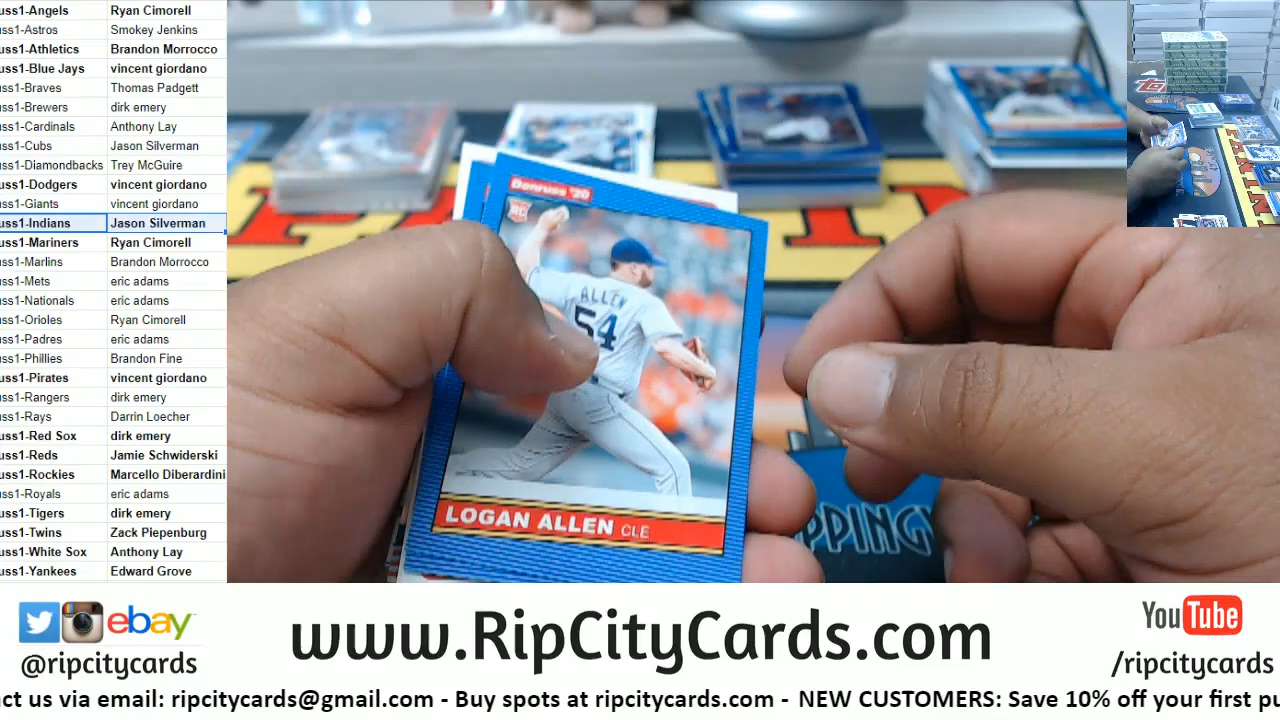 uss1-Angels Ryan Cimorell
uss1-Astros Smokey Jenkins
uss1-Athletics Brandon Morrocco
uss1-Blue Jays vincent giordano
uss1-Braves Thomas Padgett
uss1-Brewers dirk emery
uss1-Cardinals Anthony Lay
uss1-Cubs Jason Silverman
uss1-Diamondbacks Trey McGuire
uss1-Dodgers vincent giordano
uss1-Giants vincent giordano
uss1-Indians Jason Silverman
uss1-Mariners Ryan Cimorell
uss1-Marlins Brandon Morrocco
uss1-Mets eric adams
uss1-Nationals eric adams
uss1-Orioles Ryan Cimorell
uss1-Padres eric adams
uss1-Phillies Brandon Fine
uss1-Pirates vincent giordano
uss1-Rangers dirk emery
uss1-Rays Darrin Loecher
uss1-Red Sox dirk emery
uss1-Reds Jamie Schwiderski
uss1-Rockies Marcello Diberardini
uss1-Royals eric adams
uss1-Tigers dirk emery
uss1-Twins Zack Piepenburg
uss1-White Sox Anthony Lay
uss1-Yankees Edward Grove
Donruss '20
RC
ALLEN
54
LOGAN ALLEN CLE
PPING
ebay
@ripcitycards
www.RipCityCards.com
YouTube
/ripcitycards
ct us via email: ripcitycards@gmail.com - Buy spots at ripcitycards.com - NEW CUSTOMERS: Save 10% off your first pu